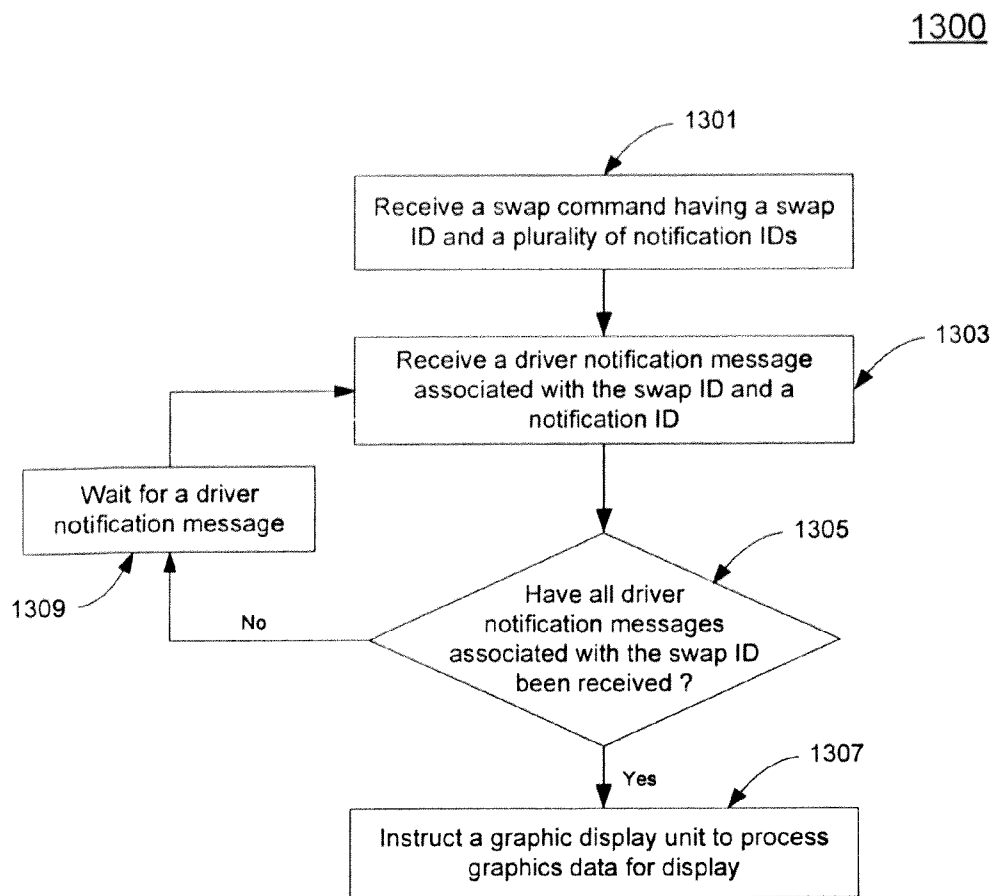 1300
1301
Receive a swap command having a swap
ID and a plurality of notification IDs
1303
Receive a driver notification message
associated with the swap ID and a
notification ID
Wait for a driver
notification message
1309
1305
Have all driver
notification messages
associated with the swap ID
been received ?
No
Yes
1307
Instruct a graphic display unit to process
graphics data for display